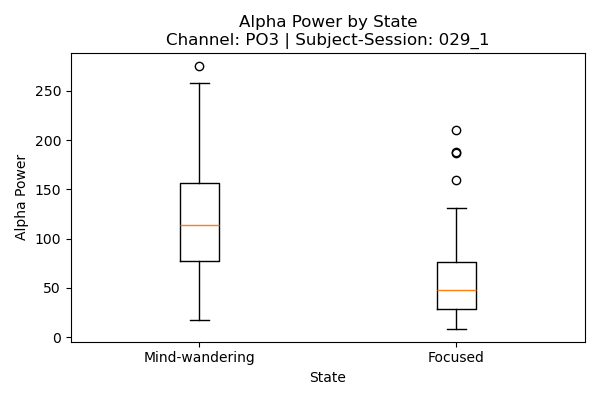 Alpha Power by State
Channel: PO3 | Subject-Session: 029_1
250
200
150
100
50
0
Alpha Power
Mind-wandering
Focused
State